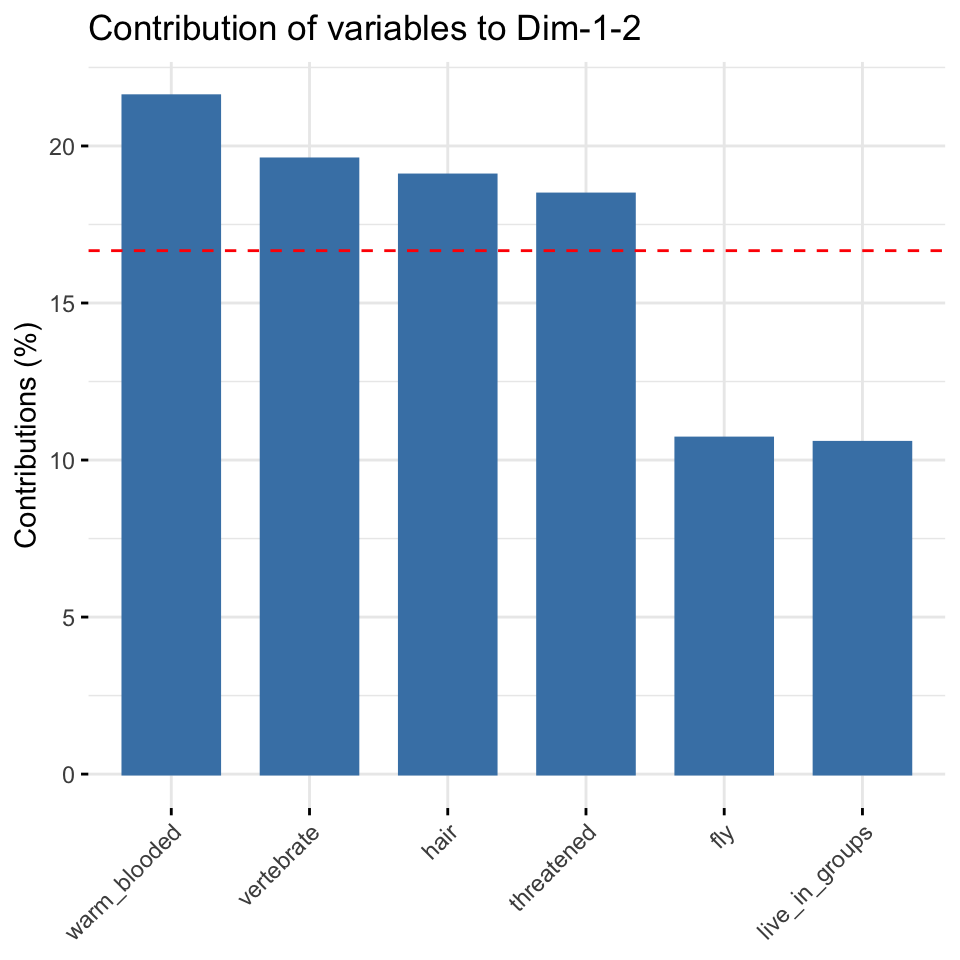 Contribution of variables to Dim-1-2
Contributions (%)
20
15
10
5
0
warm_blooded
vertebrate
hair
threatened
fly
live_in_groups